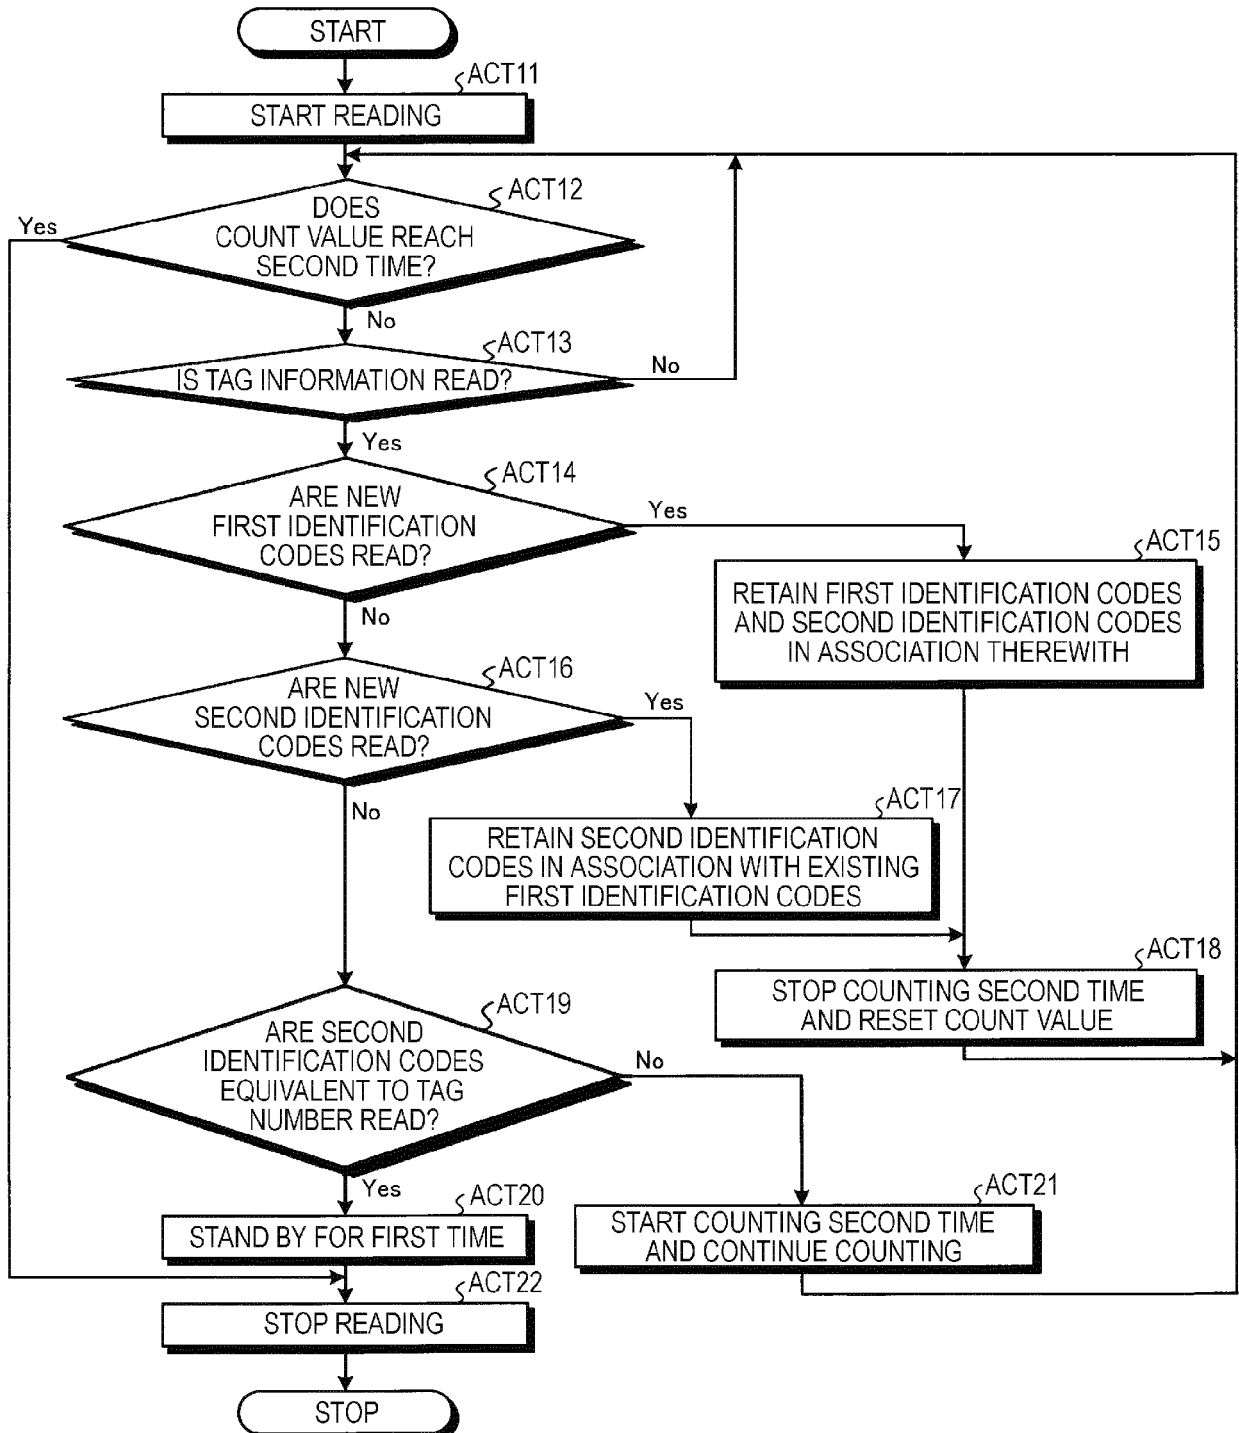 START
ACT11
START READING
ACT12
DOES
COUNT VALUE REACH
SECOND TIME?
Yes
No
ACT13
IS TAG INFORMATION READ?
No
Yes
ACT14
ARE NEW
FIRST IDENTIFICATION
CODES READ?
Yes
No
ACT15
RETAIN FIRST IDENTIFICATION CODES
AND SECOND IDENTIFICATION CODES
IN ASSOCIATION THEREWITH
ACT16
ARE NEW
SECOND IDENTIFICATION
CODES READ?
Yes
No
ACT17
RETAIN SECOND IDENTIFICATION
CODES IN ASSOCIATION WITH EXISTING
FIRST IDENTIFICATION CODES
ACT18
STOP COUNTING SECOND TIME
AND RESET COUNT VALUE
ACT19
ARE SECOND
IDENTIFICATION CODES
EQUIVALENT TO TAG
NUMBER READ?
No
Yes
ACT20
STAND BY FOR FIRST TIME
ACT21
START COUNTING SECOND TIME
AND CONTINUE COUNTING
ACT22
STOP READING
STOP